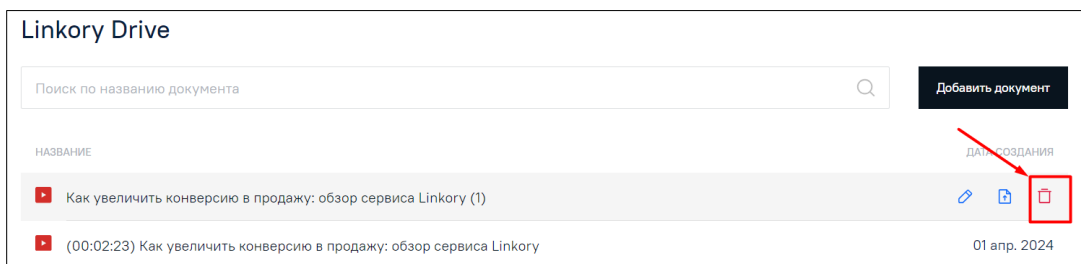 Linkory Drive
Поиск по названию документа
Добавить документ
НАЗВАНИЕ ДАТА СОЗДАНИЯ
Как увеличить конверсию в продажу: обзор сервиса Linkory (1)
(00:02:23) Как увеличить конверсию в продажу: обзор сервиса Linkory 01 апр. 2024